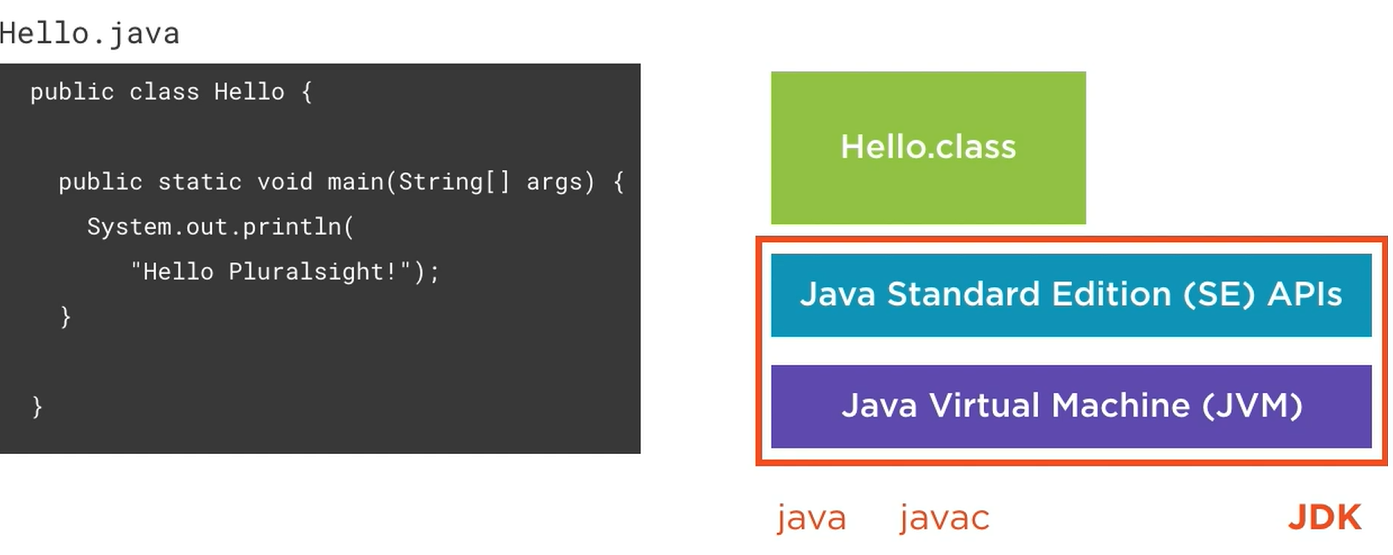 Hello.java
public class Hello {
public static void main(String[] args) {
System.out.println(
"Hello Pluralsight!");
}
}
Hello.class
Java Standard Edition (SE) APIs
Java Virtual Machine (JVM)
java javac JDK